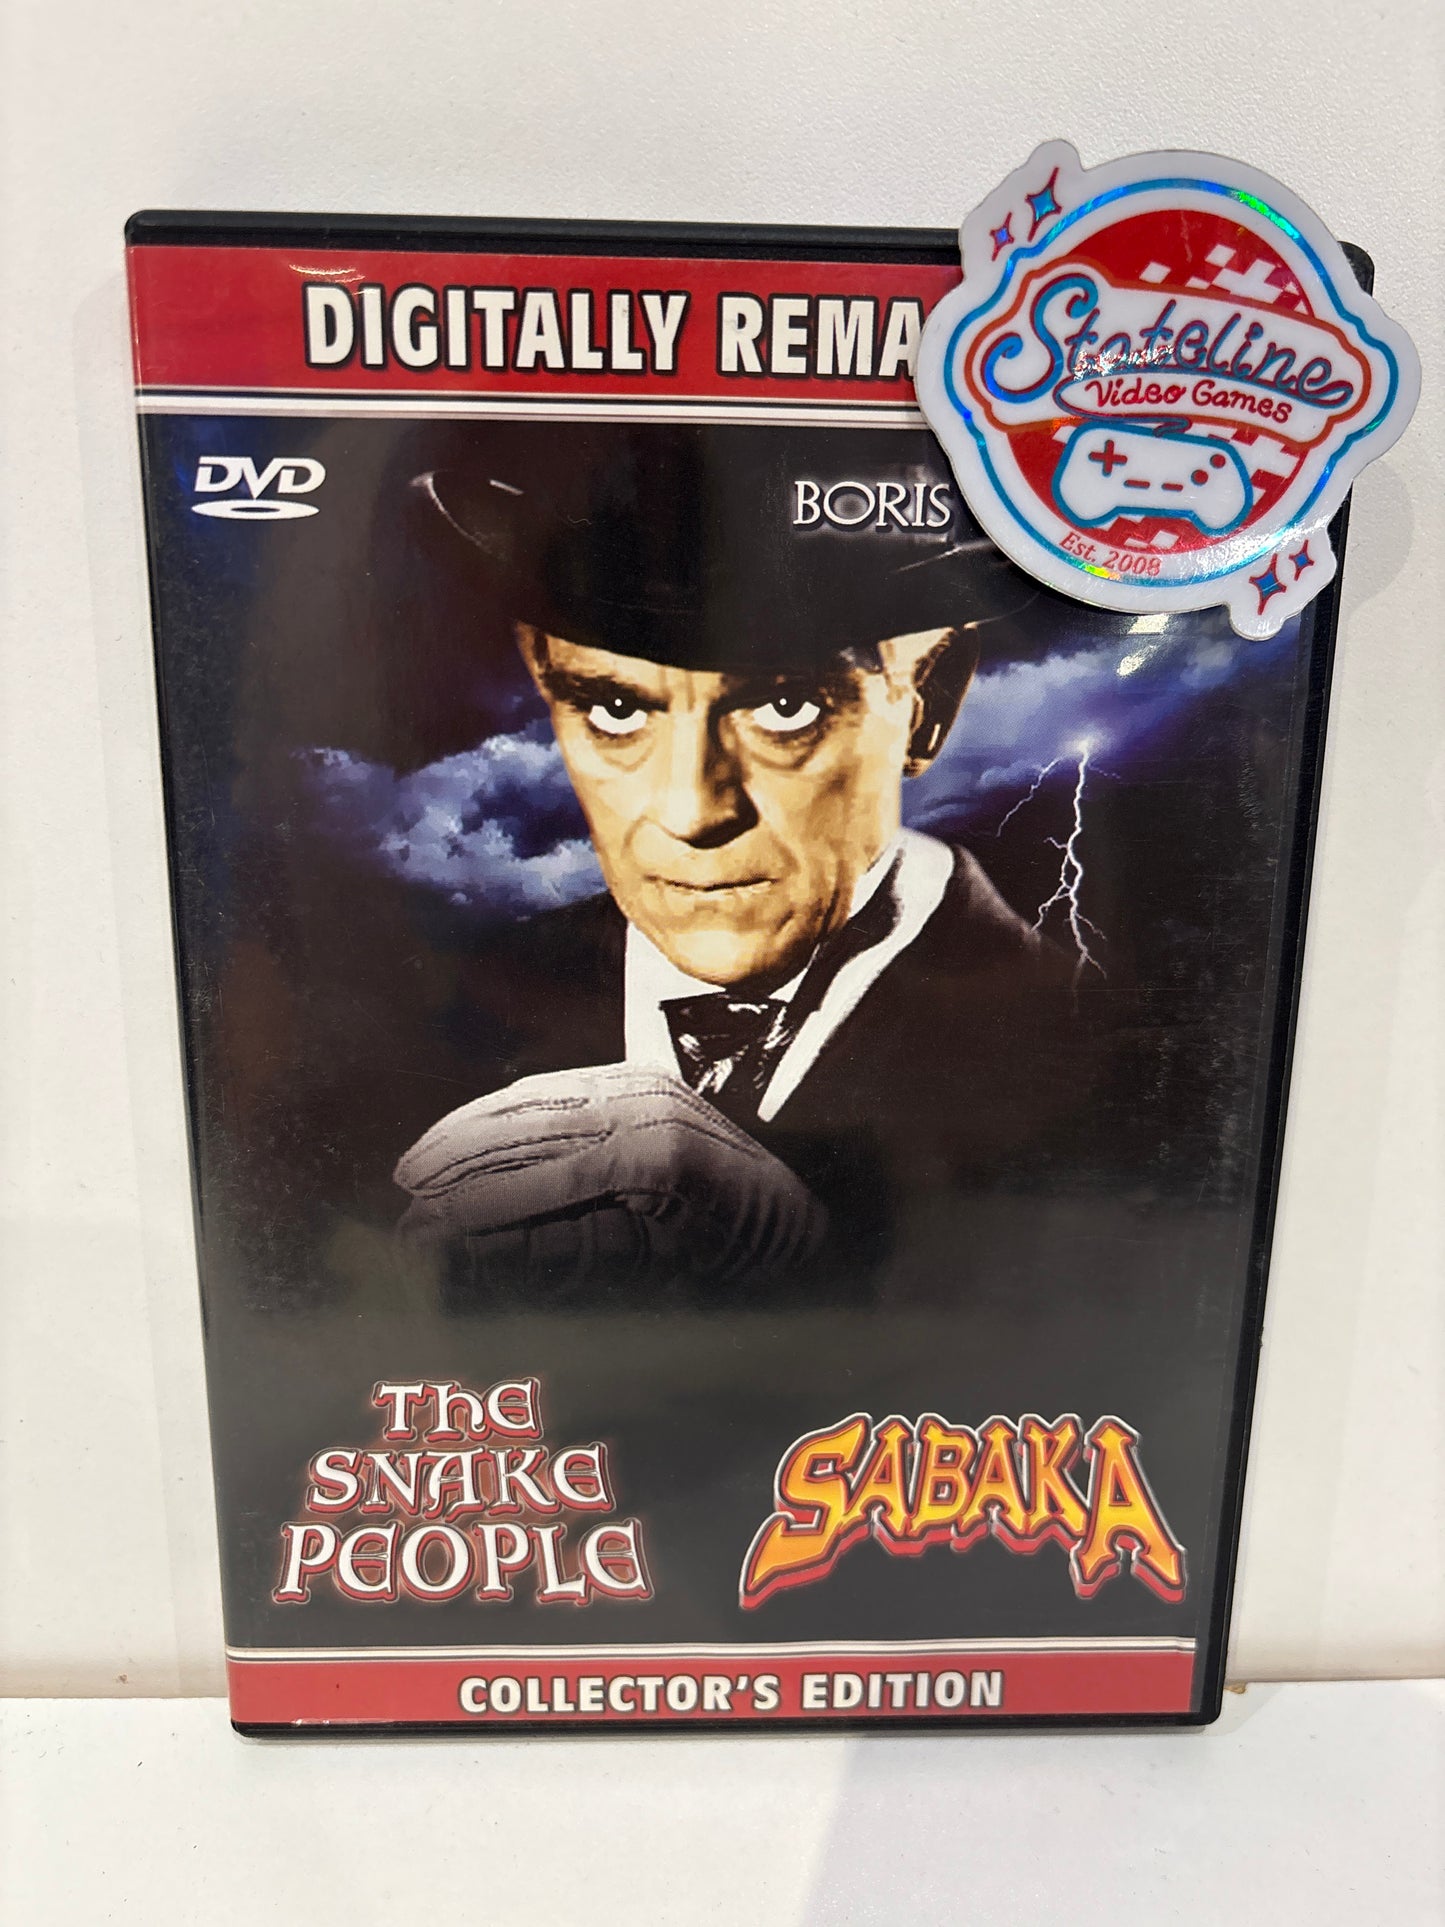 DIGITALLY REMA
DVD
BORIS
Stateline
Video Games
Est. 2008
THE
SNAKE
PEOPLE
SABAKA
COLLECTOR'S EDITION